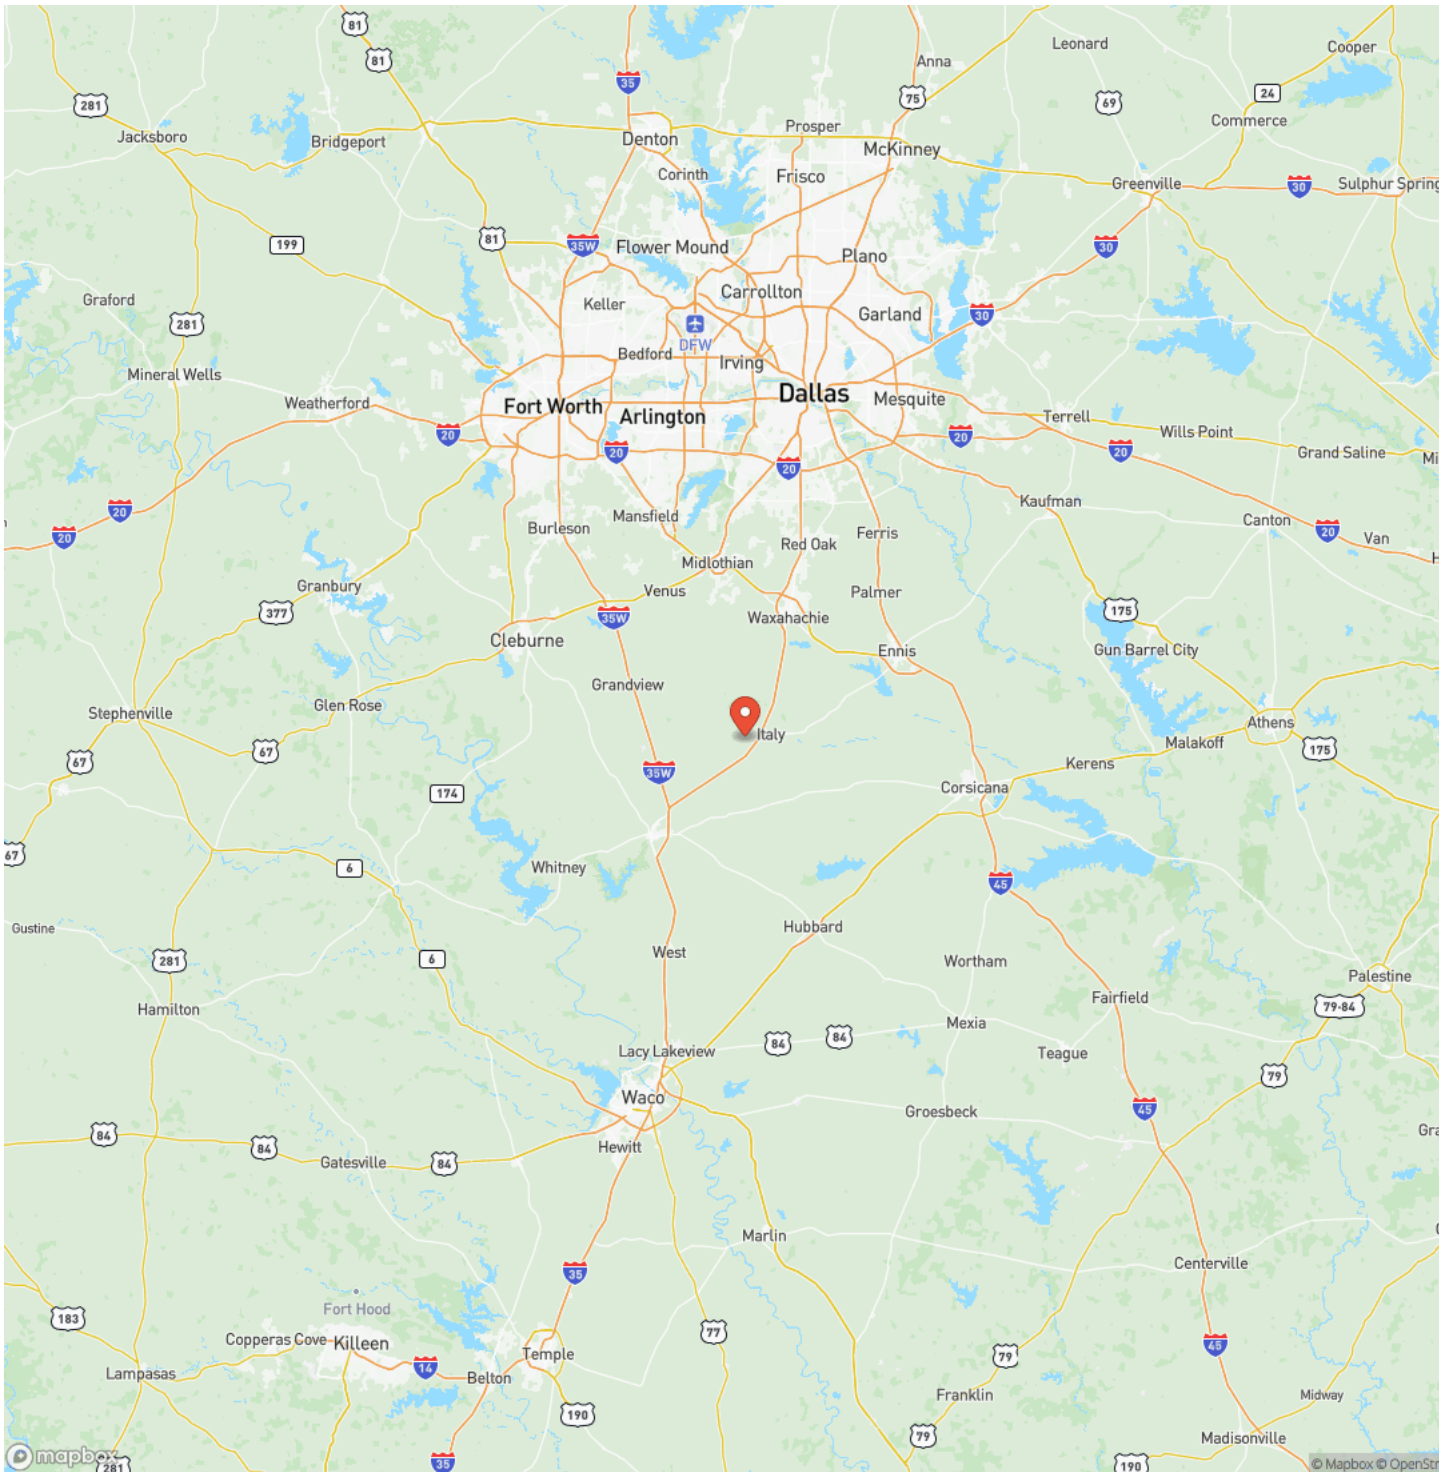 81
Leonard
Cooper
81
Anna
35
75
69
24
281
Commerce
Jacksboro
Bridgeport
Denton
Prosper
McKinney
Corinth
Frisco
Greenville
30
Sulphur Spring
199
81
35W
Flower Mound
30
Plano
Graford
Keller
Carrollton
281
DFW
Garland
30
Bedford
Irving
Mineral Wells
Dallas
Mesquite
Weatherford
Fort Worth
Arlington
Terrell
20
20
Wills Point
20
20
20
Grand Saline
Mi
Kaufman
20
Burleson
Mansfield
Canton
20
20
Red Oak
Ferris
Van
H
Midlothian
Granbury
Venus
Palmer
377
35W
Waxahachie
175
Cleburne
Ennis
Gun Barrel City
Grandview
Stephenville
Glen Rose
Italy
Athens
67
67
Malakoff
175
35W
Kerens
174
Corsicana
67
6
Whitney
45
Gustine
Hubbard
281
6
West
Wortham
Palestine
Hamilton
Fairfield
79-84
Mexia
84
84
Lacy Lakeview
Teague
79
Waco
Groesbeck
45
84
84
Hewitt
Gra
Gatesville
84
Marlin
Centerville
35
Fort Hood
183
77
Copperas Cove
Killeen
45
Temple
79
14
Lampasas
Belton
Franklin
Midway
190
79
Madisonville
mapbox
281
35
190
© Mapbox © OpenStr